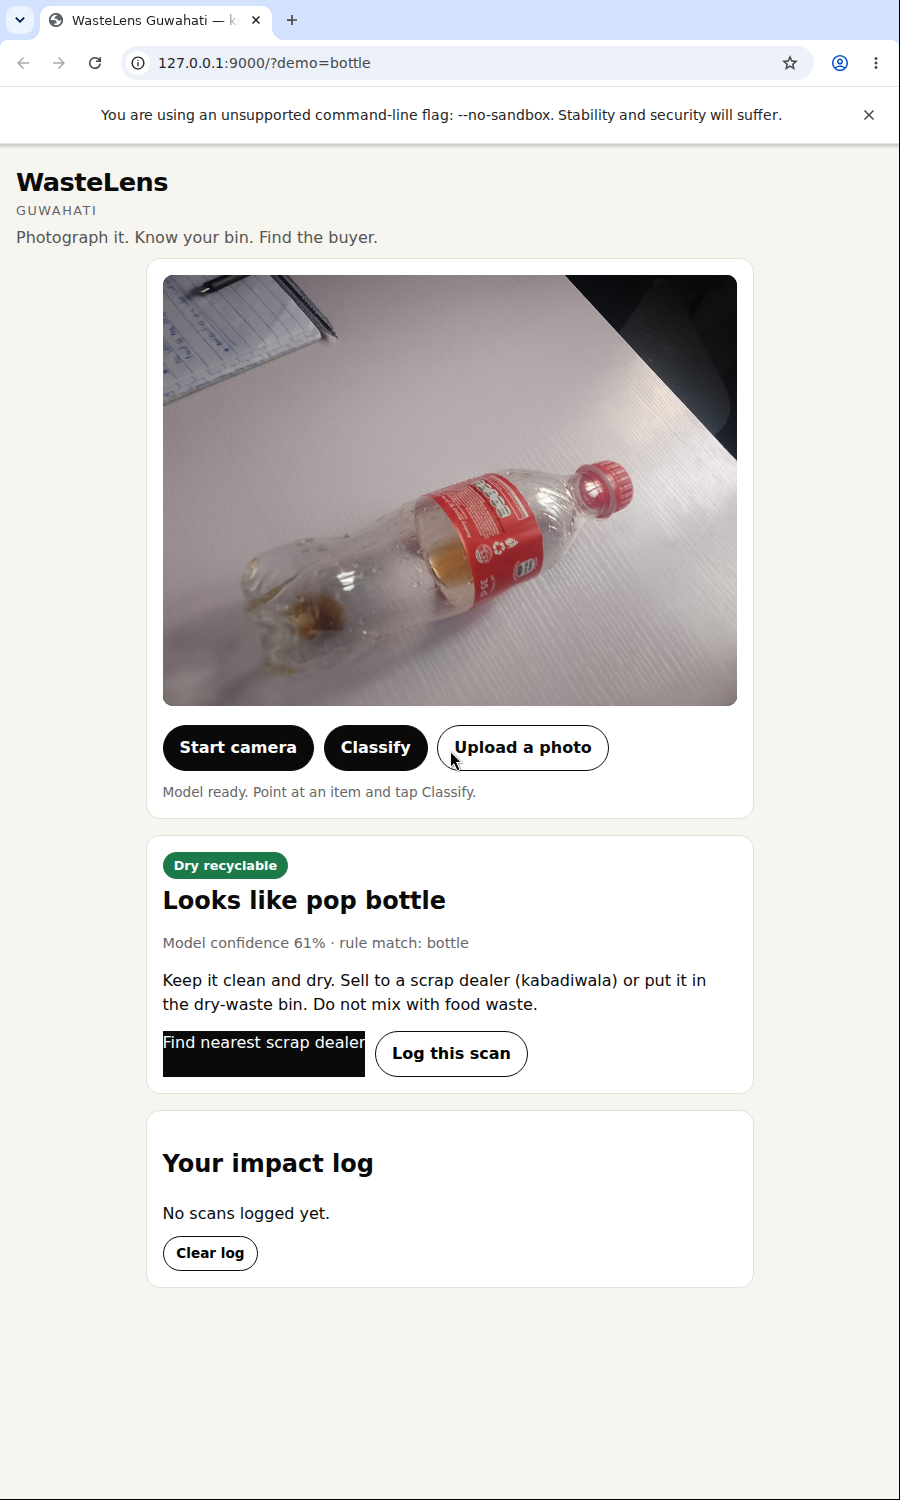 WasteLens Guwahati — k
127.0.0.1:9000/?demo=bottle
You are using an unsupported command-line flag: --no-sandbox. Stability and security will suffer.
WasteLens
GUWAHATI
Photograph it. Know your bin. Find the buyer.
Start camera
Classify
Upload a photo
Model ready. Point at an item and tap Classify.
Dry recyclable
Looks like pop bottle
Model confidence 61% · rule match: bottle
Keep it clean and dry. Sell to a scrap dealer (kabadiwala) or put it in
the dry-waste bin. Do not mix with food waste.
Find nearest scrap dealer
Log this scan
Your impact log
No scans logged yet.
Clear log